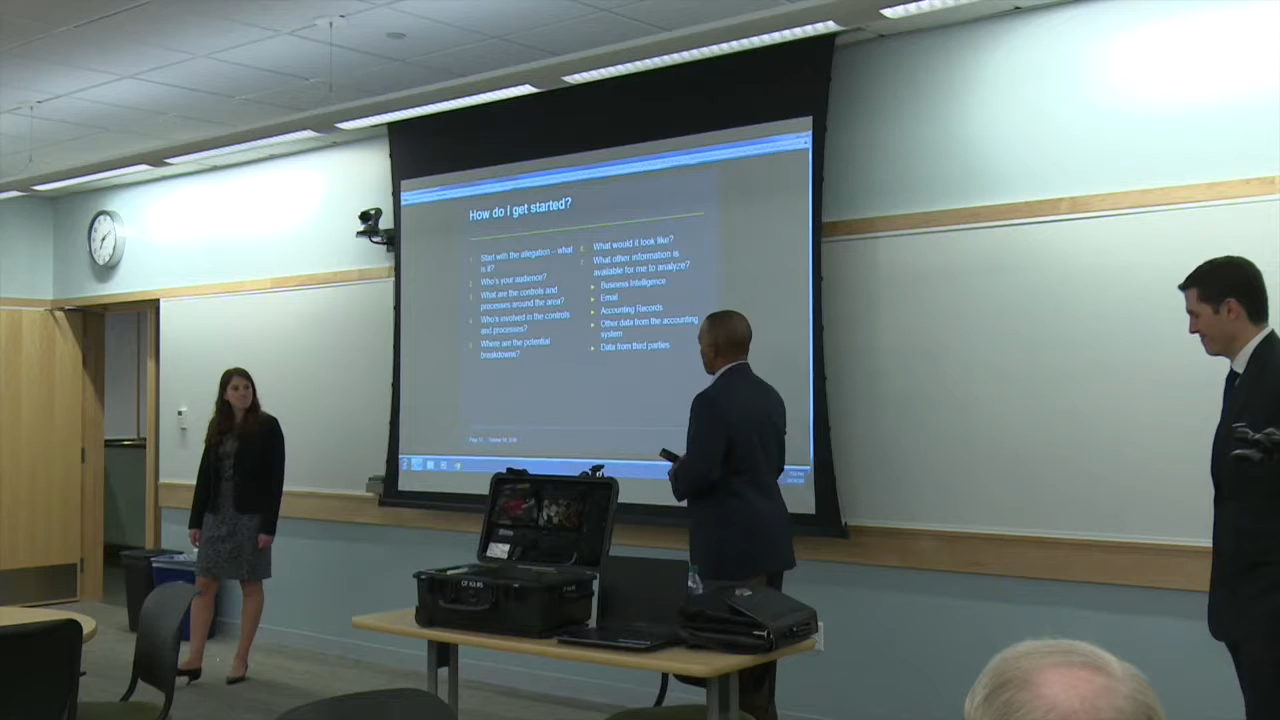 How do I get started?
Start with the allegation – what
is it?
Who's your audience?
What are the controls and
processes around the area?
Who's involved in the controls
and processes?
Where are the potential
breakdowns?
What would it look like?
What other information is
available for me to analyze?
Business Intelligence
Email
Accounting Records
Other data from the accounting
system
Data from third parties